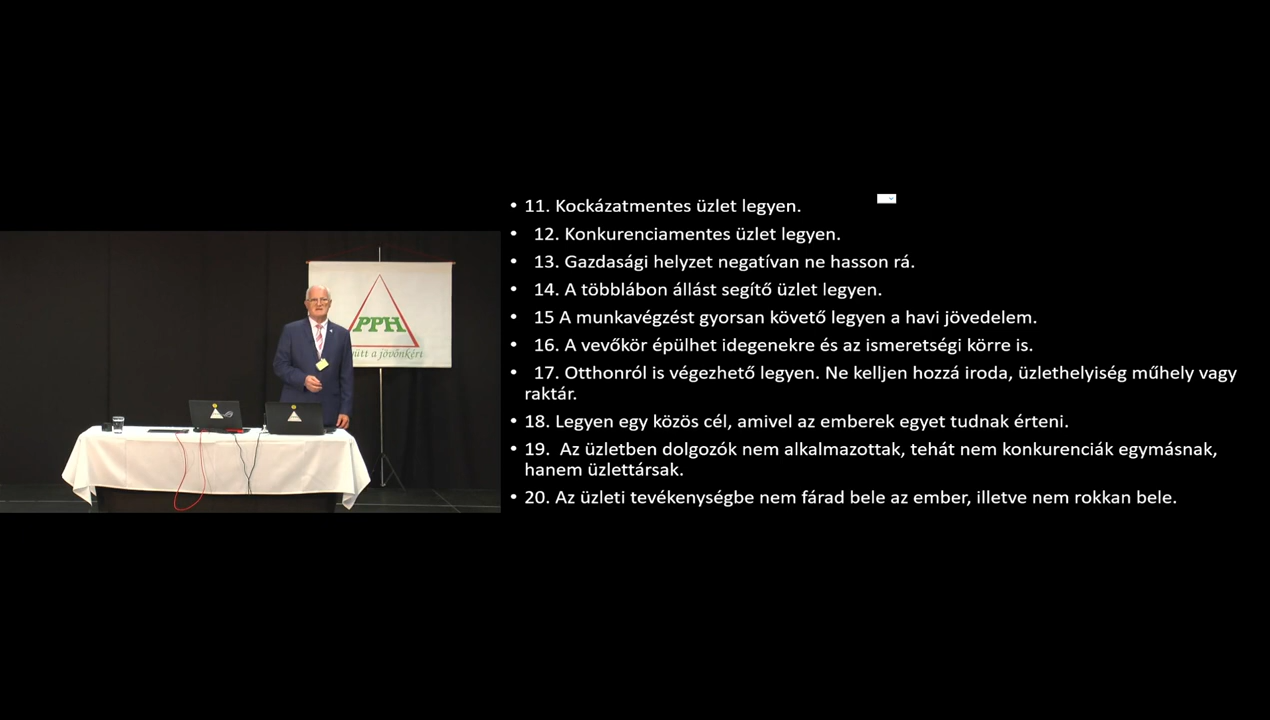 • 11. Kockázatmentes üzlet legyen.
• 12. Konkurenciamentes üzlet legyen.
• 13. Gazdasági helyzet negatívan ne hasson rá.
• 14. A többlábon állást segítő üzlet legyen.
• 15 A munkavégzést gyorsan követő legyen a havi jövedelem.
• 16. A vevőkör épülhet idegenekre és az ismeretségi körre is.
• 17. Otthonról is végezhető legyen. Ne kelljen hozzá iroda, üzlethelyiség műhely vagy
raktár.
• 18. Legyen egy közös cél, amivel az emberek egyet tudnak érteni.
• 19. Az üzletben dolgozók nem alkalmazottak, tehát nem konkurenciák egymásnak,
hanem üzlettársak.
• 20. Az üzleti tevékenységbe nem fárad bele az ember, illetve nem rokkan bele.
PPH
a jövőnkért